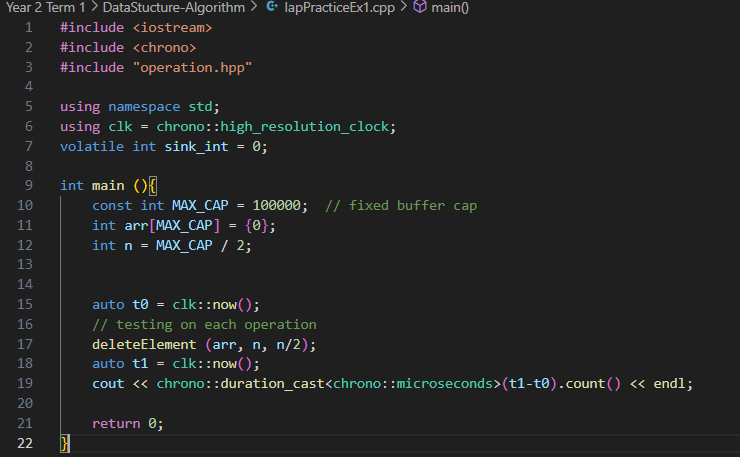 Year 2 Term 1 > DataStucture-Algorithm > lapPracticeEx1.cpp > main()
1 #include <iostream>
2 #include <chrono>
3 #include "operation.hpp"
4
5 using namespace std;
6 using clk = chrono::high_resolution_clock;
7 volatile int sink_int = 0;
8
9 int main (){
10     const int MAX_CAP = 100000;  // fixed buffer cap
11     int arr[MAX_CAP] = {0};
12     int n = MAX_CAP / 2;
13
14
15     auto t0 = clk::now();
16     // testing on each operation
17     deleteElement (arr, n, n/2);
18     auto t1 = clk::now();
19     cout << chrono::duration_cast<chrono::microseconds>(t1-t0).count() << endl;
20
21     return 0;
22 }